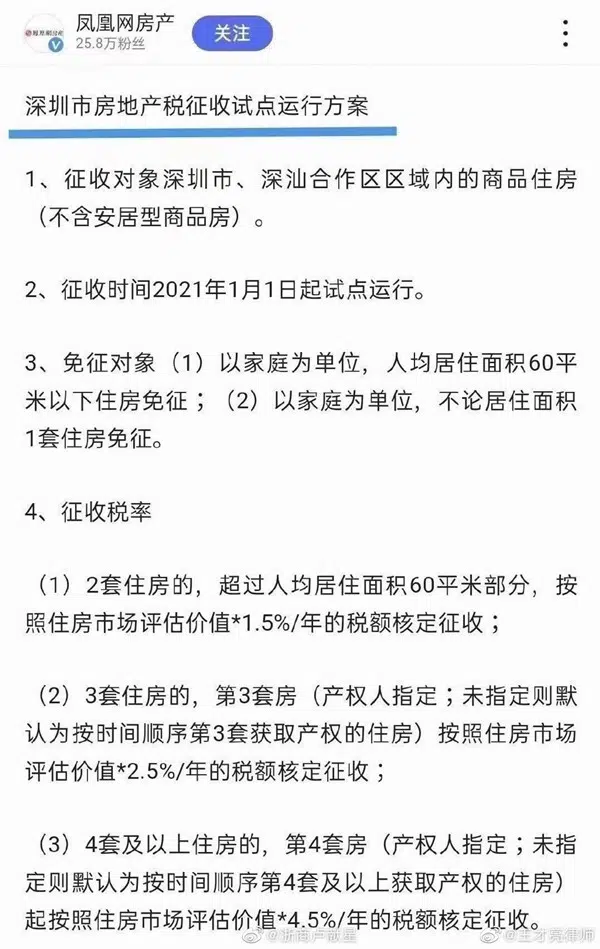 凤凰网房产
25.8万粉丝
关注
深圳市房地产税征收试点运行方案
1、征收对象深圳市、深汕合作区区域内的商品住房
（不含安居型商品房）。
2、征收时间2021年1月1日起试点运行。
3、免征对象（1）以家庭为单位，人均居住面积60平
米以下住房免征；（2）以家庭为单位，不论居住面积
1套住房免征。
4、征收税率
（1）2套住房的，超过人均居住面积60平米部分，按
照住房市场评估价值*1.5%/年的税额核定征收；
（2）3套住房的，第3套房（产权人指定；未指定则默
认为按时间顺序第3套获取产权的住房）按照住房市场
评估价值*2.5%/年的税额核定征收；
（3）4套及以上住房的，第4套房（产权人指定；未指
定则默认为按时间顺序第4套及以上获取产权的住房）
起按照住房市场评估价值*4.5%/年的税额核定征收。